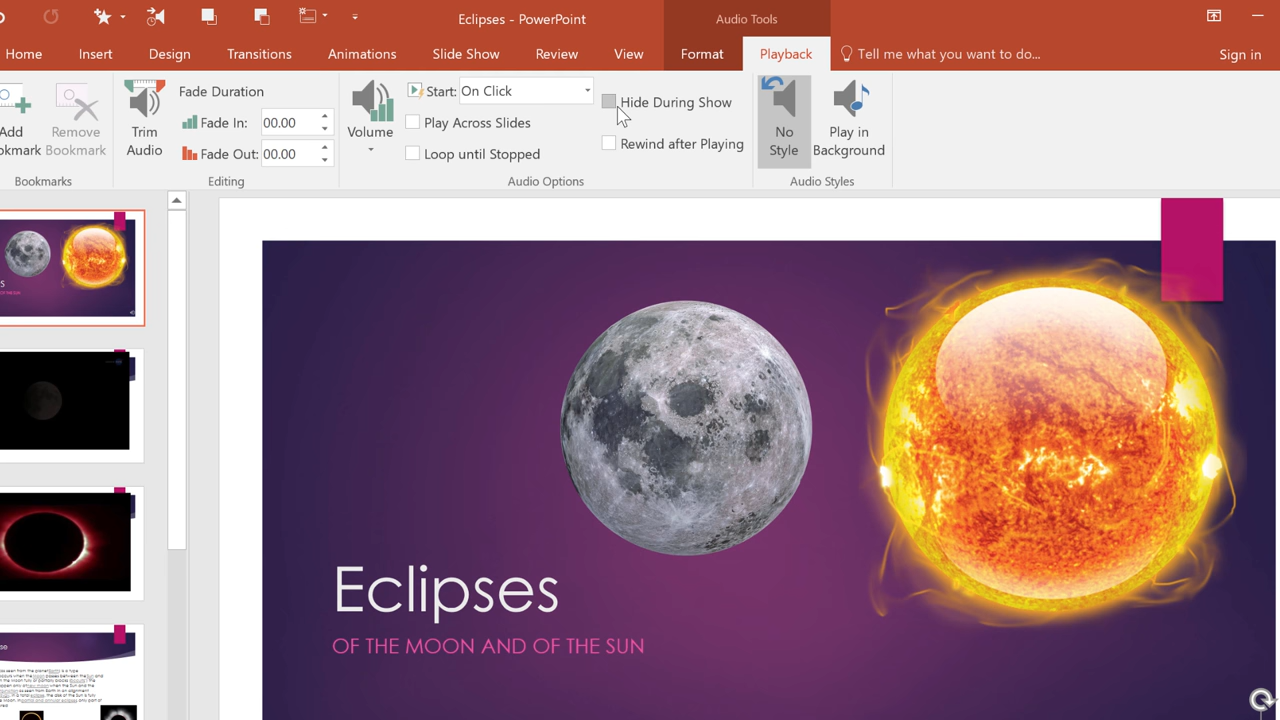 Eclipses - PowerPoint
Audio Tools
Home Insert Design Transitions Animations Slide Show Review View Format Playback Tell me what you want to do... Sign in
Fade Duration
Start: On Click
Hide During Show
Fade In: 00.00
Play Across Slides
Add
Remove
Bookmark
Trim
Audio
Fade Out: 00.00
Volume
Loop until Stopped
Rewind after Playing
No
Style
Play in
Background
Bookmarks
Editing
Audio Options
Audio Styles
Eclipses
OF THE MOON AND OF THE SUN